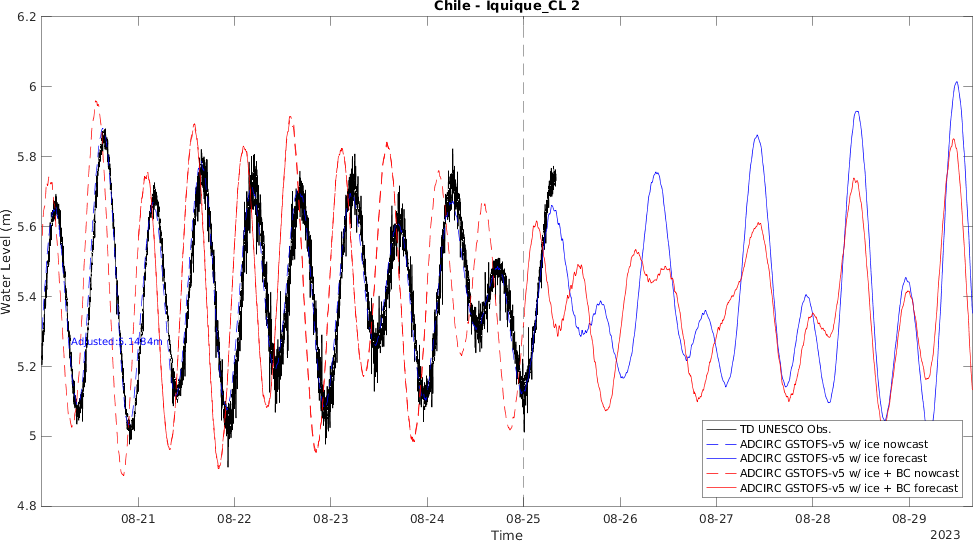 Chile - Iquique_CL 2
6.2
6
5.8
5.6
5.4
5.2
5
4.8
Water Level (m)
Adjusted:5.1484m
08-21
08-22
08-23
08-24
08-25
08-26
08-27
08-28
08-29
Time
2023
TD UNESCO Obs.
ADCIRC GSTOFS-v5 w/ ice nowcast
ADCIRC GSTOFS-v5 w/ ice forecast
ADCIRC GSTOFS-v5 w/ ice + BC nowcast
ADCIRC GSTOFS-v5 w/ ice + BC forecast